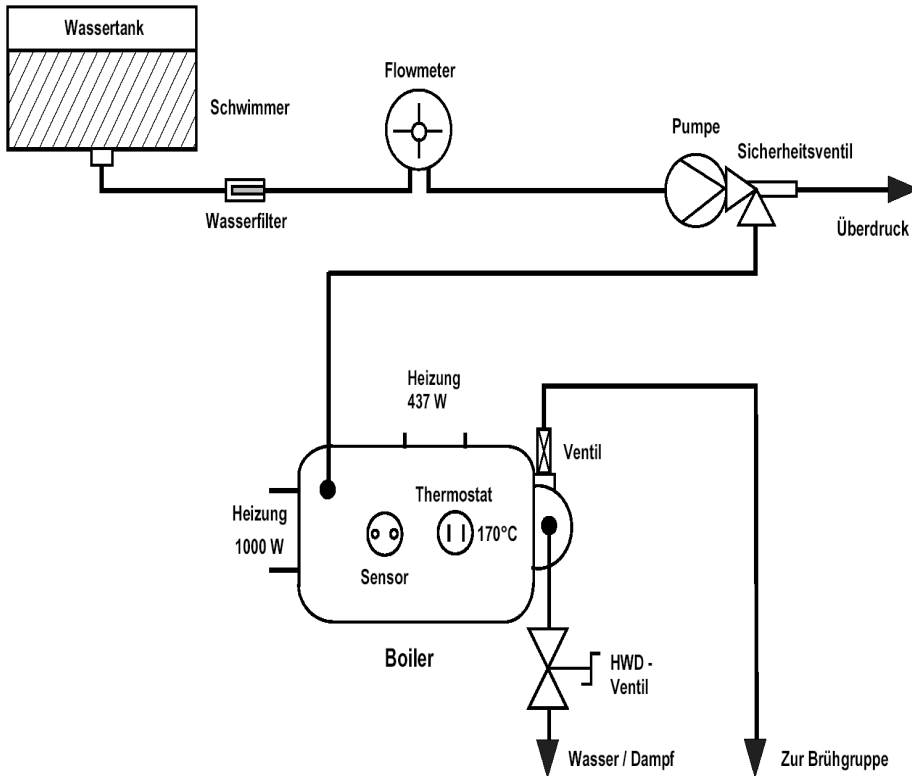 Wassertank
Schwimmer
Flowmeter
Pumpe
Sicherheitsventil
Wasserfilter
Überdruck
Heizung
437 W
Ventil
Thermostat
Heizung
1000 W
170°C
Sensor
Boiler
HWD -
Ventil
Wasser / Dampf
Zur Brühgruppe